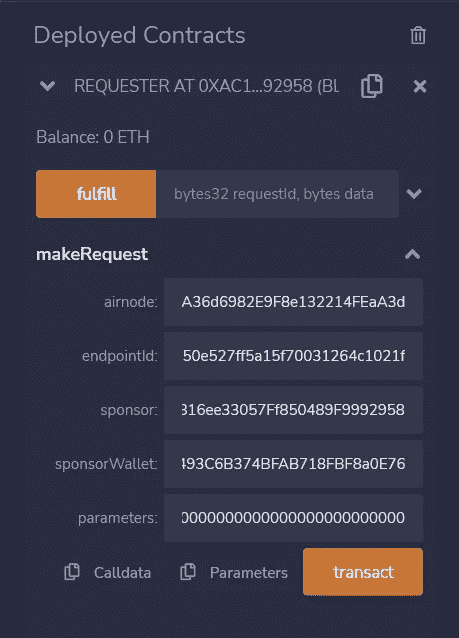 Deployed Contracts
REQUESTER AT 0XAC1...92958 (BL
Balance: 0 ETH
fulfill bytes32 requestId, bytes data
makeRequest
airnode: A36d6982E9F8e132214FEaA3d
endpointId: 50e527ff5a15f70031264c1021f
sponsor: 316ee33057Ff850489F9992958
sponsorWallet: 493C6B374BFAB718FBF8a0E76
parameters: 0000000000000000000000000
Calldata Parameters transact